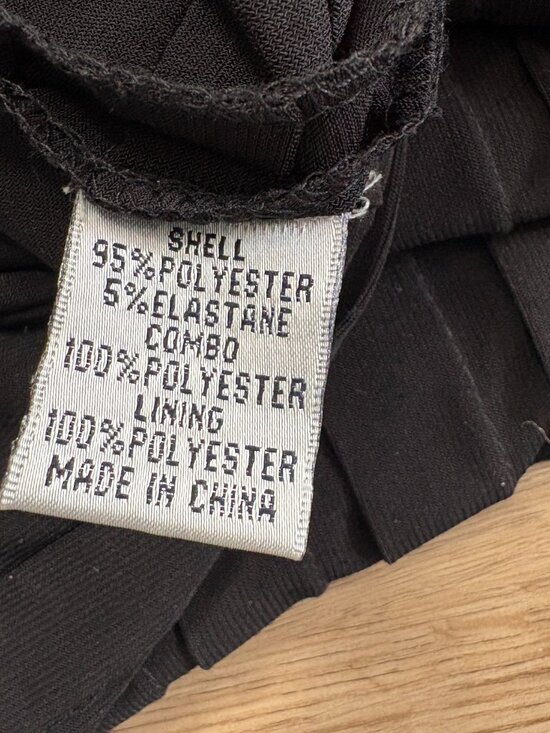 SHELL
95%POLYESTER
5%ELASTANE
COMBO
100%POLYESTER
LINING
100%POLYESTER
MADE IN CHINA